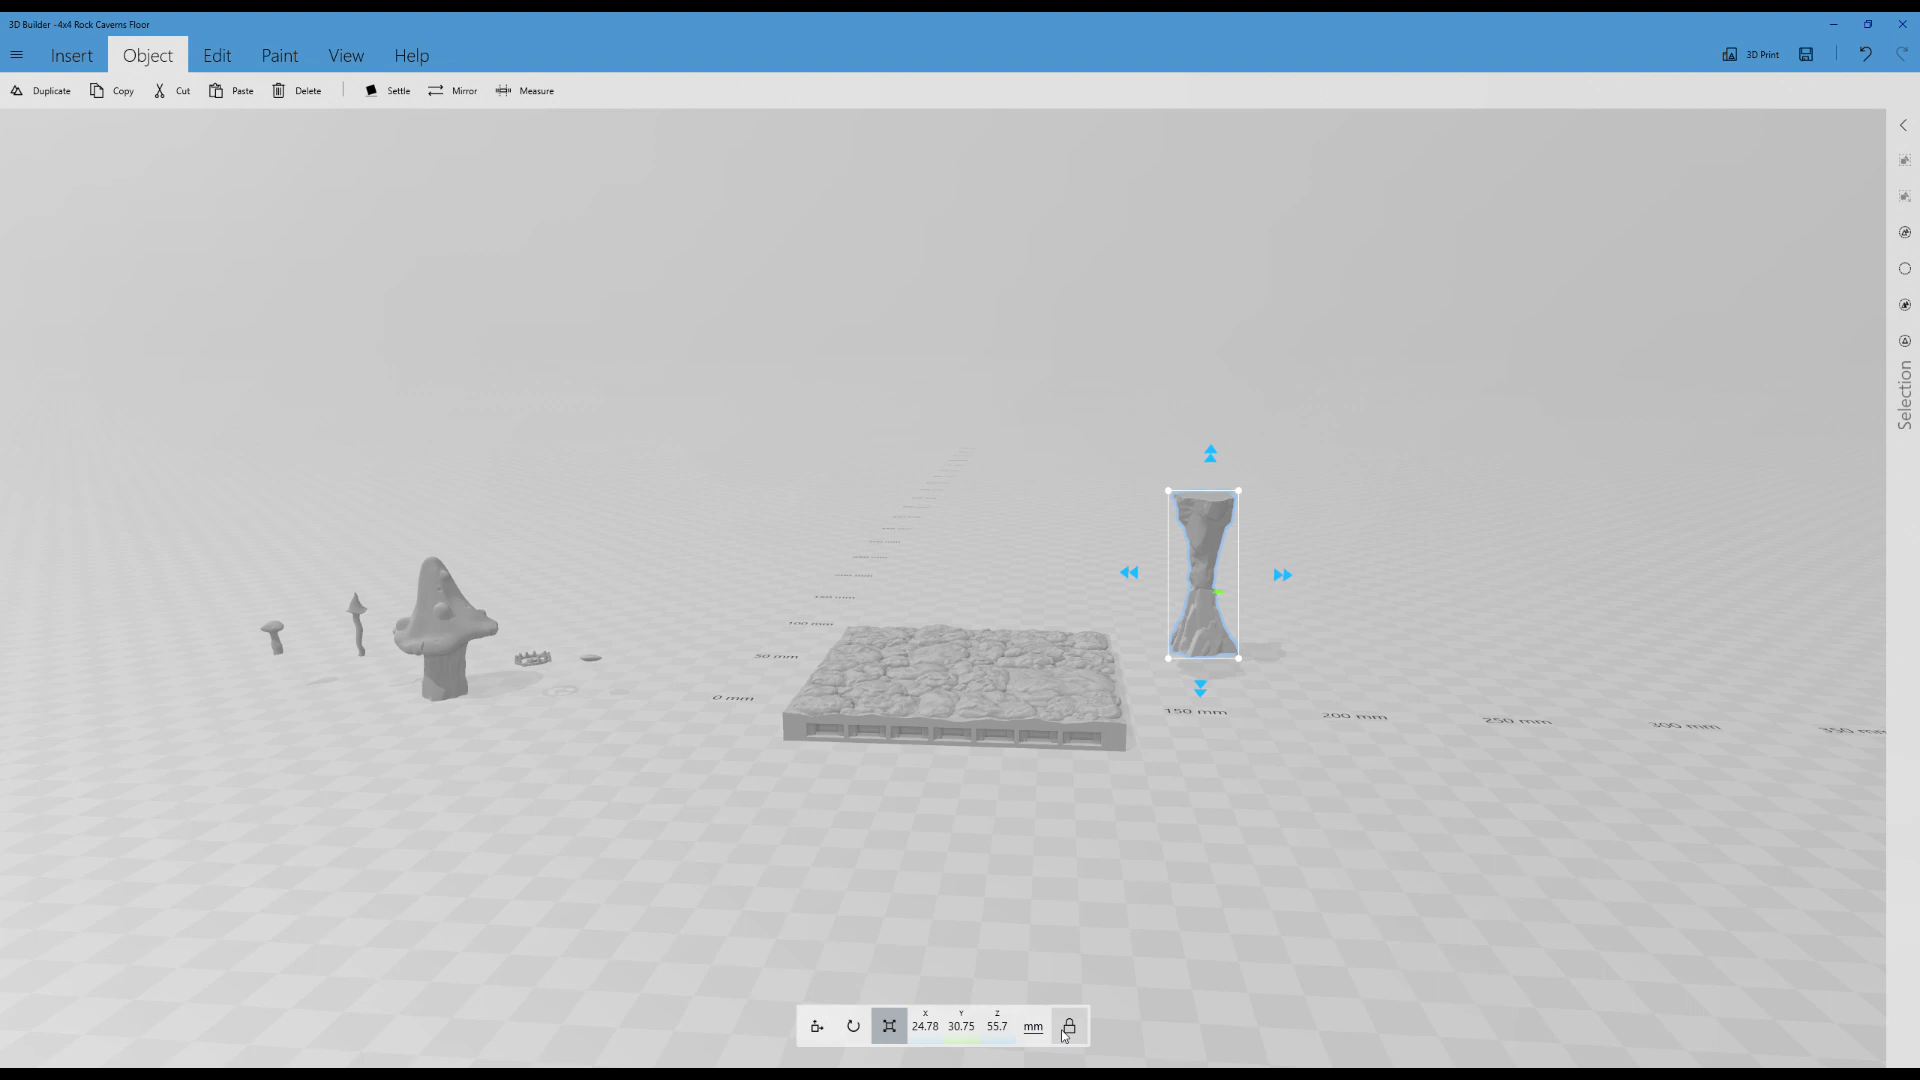 3D Builder - 4x4 Rock Caverns Floor
Insert Object Edit Paint View Help
3D Print
Duplicate Copy Cut Paste Delete Settle Mirror Measure
Selection
100 mm
50 mm
0 mm
150 mm 200 mm 250 mm 300 mm 350 mm
X Y Z
24.78 30.75 55.7 mm